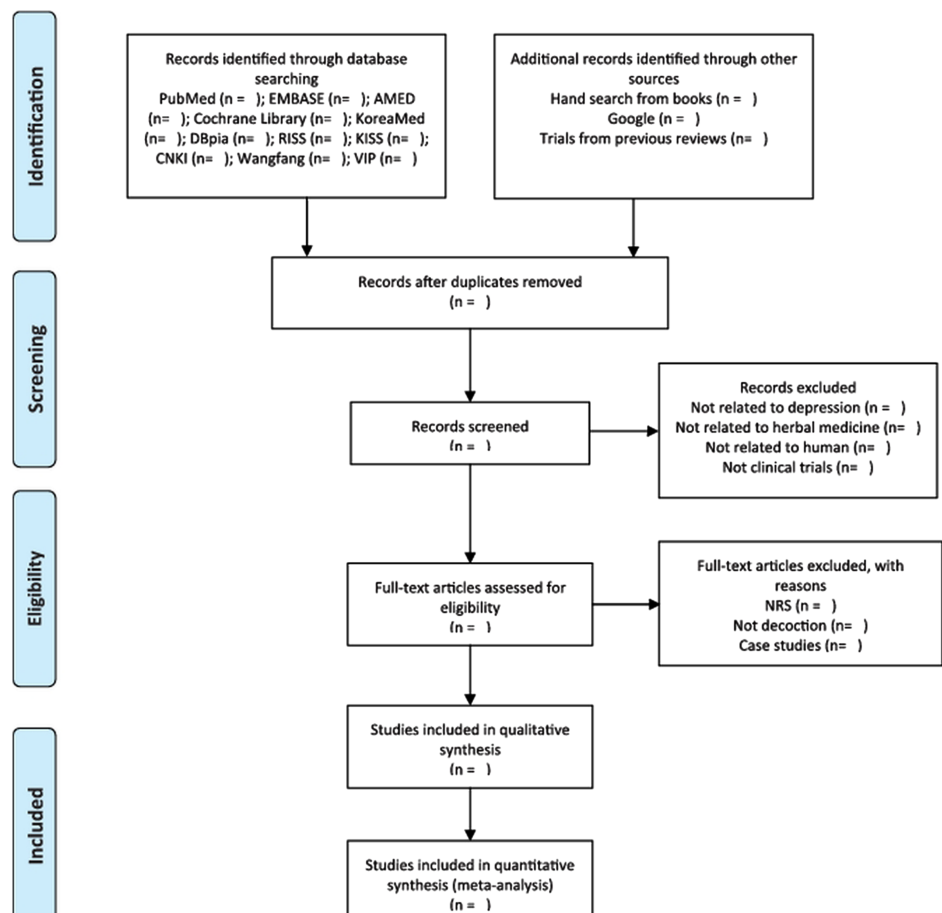 Identification
Records identified through database
searching
PubMed (n =   ); EMBASE (n=   ); AMED
(n=   ); Cochrane Library (n=   ); KoreaMed
(n=   ); DBpia (n=   ); RISS (n=   ); KISS (n=   );
CNKI (n=   ); Wangfang (n=   ); VIP (n=   )
Additional records identified through other
sources
Hand search from books (n =   )
Google (n =   )
Trials from previous reviews (n=   )
Records after duplicates removed
(n =   )
Screening
Records screened
(n =   )
Records excluded
Not related to depression (n =   )
Not related to herbal medicine (n=   )
Not related to human (n=   )
Not clinical trials (n=   )
Eligibility
Full-text articles assessed for
eligibility
(n =   )
Full-text articles excluded, with
reasons
NRS (n =   )
Not decoction (n=   )
Case studies (n=   )
Studies included in qualitative
synthesis
(n =   )
Included
Studies included in quantitative
synthesis (meta-analysis)
(n =   )